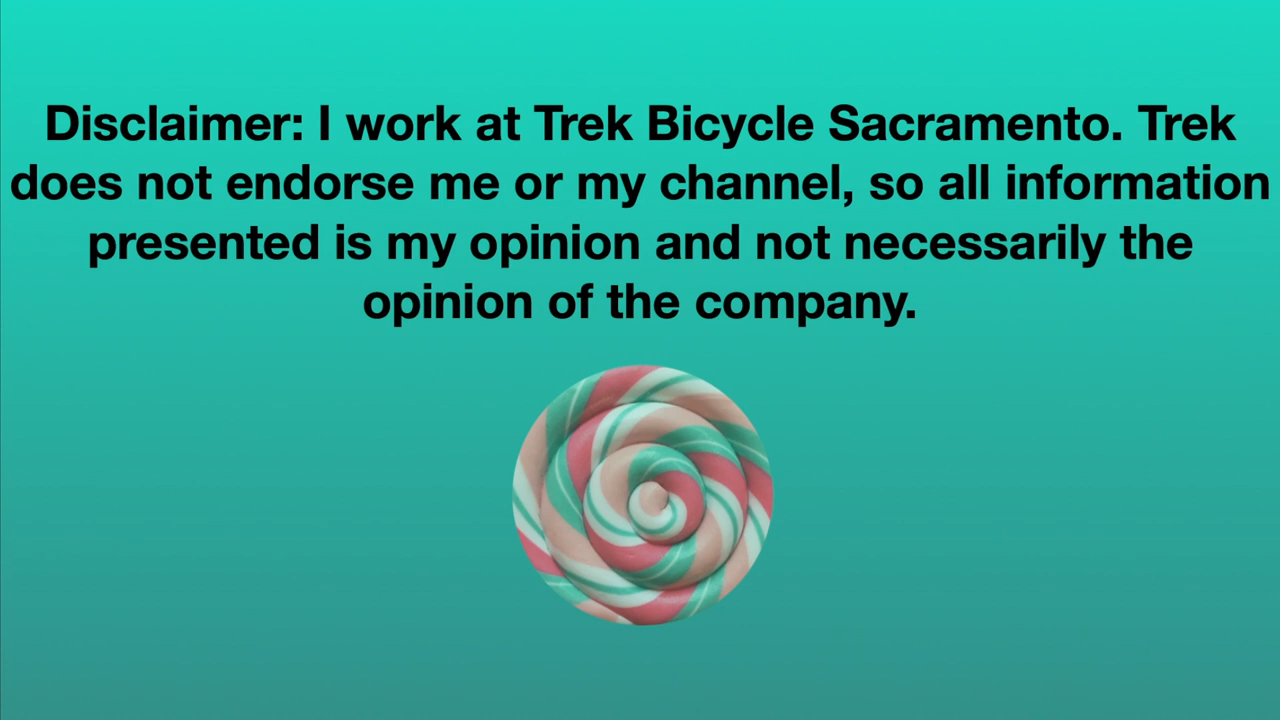 Disclaimer: I work at Trek Bicycle Sacramento. Trek
does not endorse me or my channel, so all information
presented is my opinion and not necessarily the
opinion of the company.